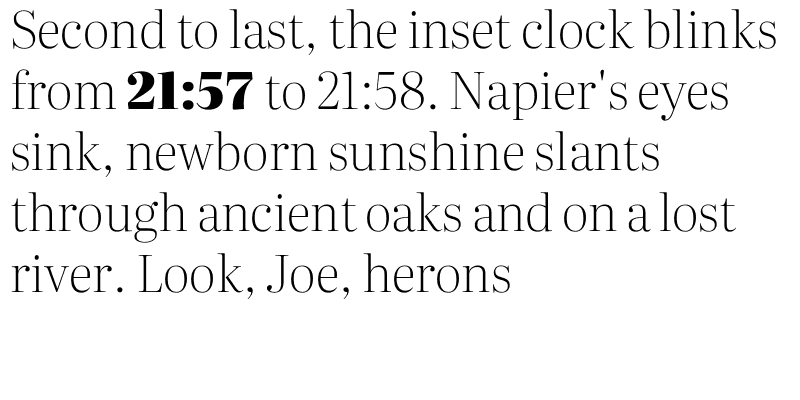 Second to last, the inset clock blinks
from 21:57 to 21:58. Napier's eyes
sink, newborn sunshine slants
through ancient oaks and on a lost
river. Look, Joe, herons